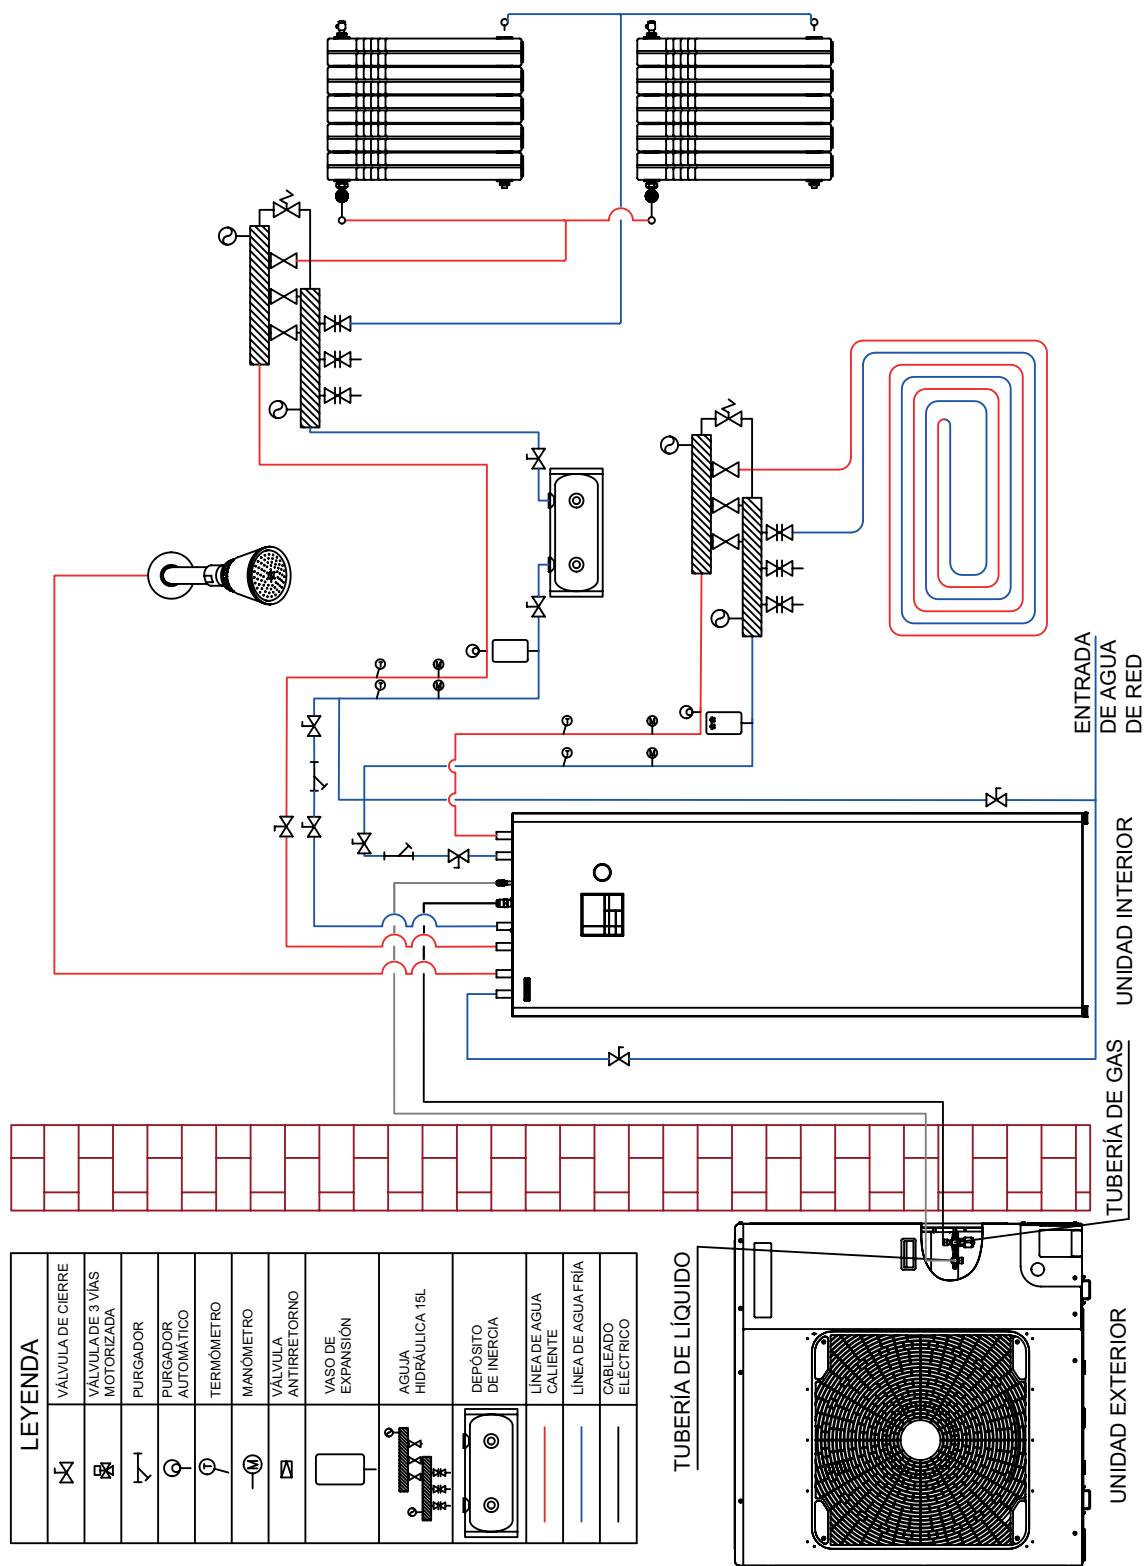 LEYENDA
VÁLVULA DE CIERRE
VÁLVULA DE 3 VÍAS
MOTORIZADA
PURGADOR
PURGADOR
AUTOMÁTICO
TERMÓMETRO
MANÓMETRO
VÁLVULA
ANTIRRETORNO
VASO DE
EXPANSIÓN
AGUJA
HIDRÁULICA 15L
DEPÓSITO
DE INERCIA
LÍNEA DE AGUA
CALIENTE
LÍNEA DE AGUA FRÍA
CABLEADO
ELÉCTRICO
T
M
T
T
M
M
T
T
M
M
TUBERÍA DE LÍQUIDO
TUBERÍA DE GAS
UNIDAD EXTERIOR
UNIDAD INTERIOR
ENTRADA
DE AGUA
DE RED